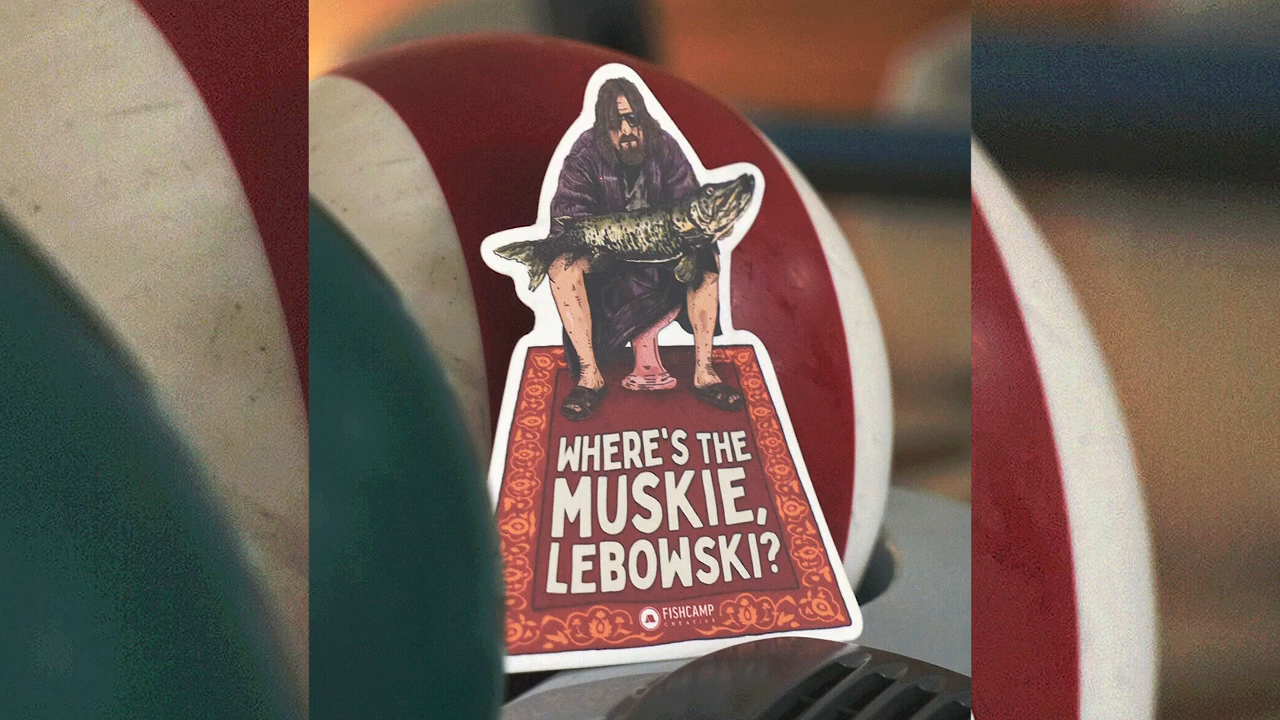 WHERE'S THE
MUSKIE,
LEBOWSKI?
FISHCAMP
CREATIVE